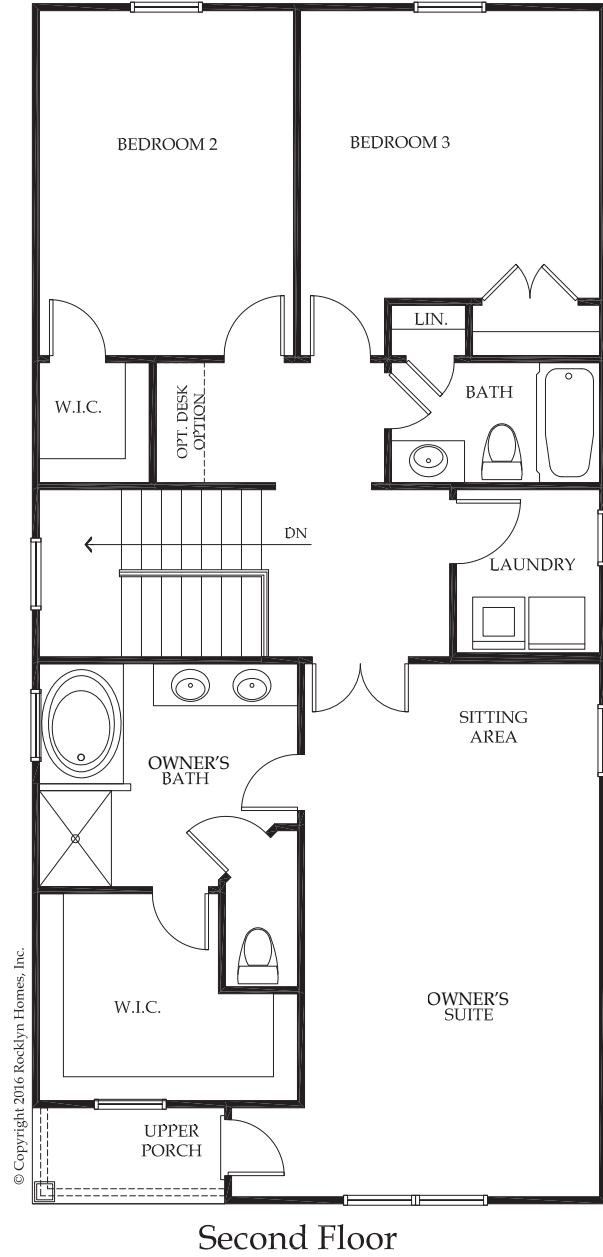 BEDROOM 2
BEDROOM 3
LIN.
W.I.C.
OPT. DESK
OPTION
BATH
DN
LAUNDRY
SITTING
AREA
OWNER'S
BATH
W.I.C.
OWNER'S
SUITE
UPPER
PORCH
© Copyright 2016 Rocklyn Homes, Inc.
Second Floor